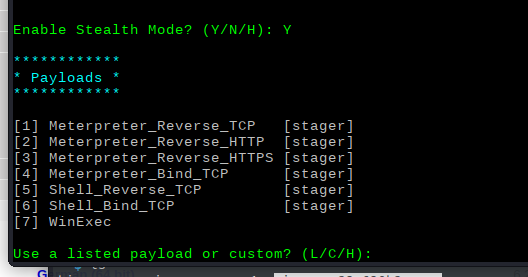 Enable Stealth Mode? (Y/N/H): Y
************
* Payloads *
************
[1] Meterpreter_Reverse_TCP [stager]
[2] Meterpreter_Reverse_HTTP [stager]
[3] Meterpreter_Reverse_HTTPS [stager]
[4] Meterpreter_Bind_TCP [stager]
[5] Shell_Reverse_TCP [stager]
[6] Shell_Bind_TCP [stager]
[7] WinExec
Use a listed payload or custom? (L/C/H):